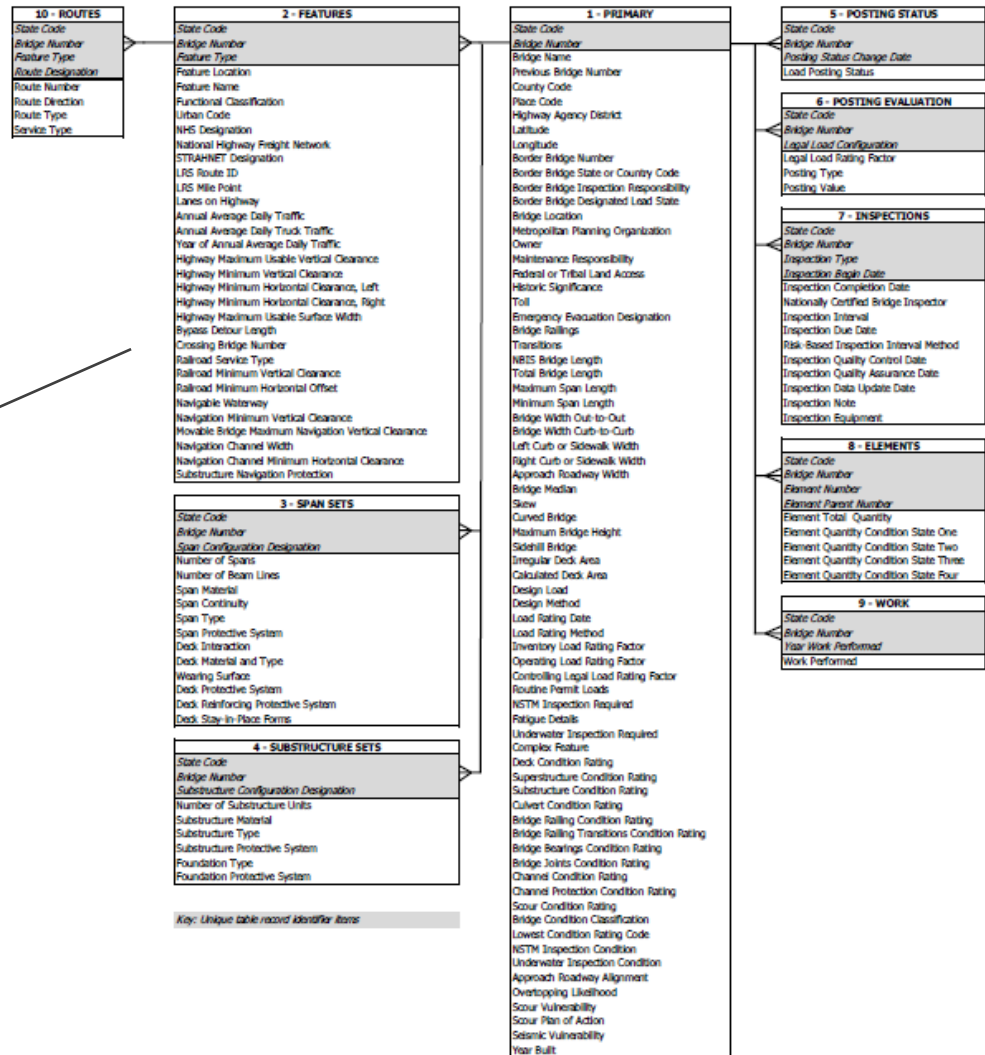 10 - ROUTES
State Code
Bridge Number
Feature Type
Route Designation
Route Number
Route Direction
Route Type
Service Type
2 - FEATURES
State Code
Bridge Number
Feature Type
Feature Location
Feature Name
Functional Classification
Urban Code
NHS Designation
National Highway Freight Network
STRAHNET Designation
LRS Route ID
LRS Mile Point
Lanes on Highway
Annual Average Daily Traffic
Annual Average Daily Truck Traffic
Year of Annual Average Daily Traffic
Highway Maximum Usable Vertical Clearance
Highway Minimum Vertical Clearance
Highway Minimum Horizontal Clearance, Left
Highway Minimum Horizontal Clearance, Right
Highway Maximum Usable Surface Width
Bypass Detour Length
Crossing Bridge Number
Railroad Service Type
Railroad Minimum Vertical Clearance
Railroad Minimum Horizontal Offset
Navigable Waterway
Navigation Minimum Vertical Clearance
Movable Bridge Maximum Navigation Vertical Clearance
Navigation Channel Width
Navigation Channel Minimum Horizontal Clearance
Substructure Navigation Protection
3 - SPAN SETS
State Code
Bridge Number
Span Configuration Designation
Number of Spans
Number of Beam Lines
Span Material
Span Continuity
Span Type
Span Protective System
Deck Interaction
Deck Material and Type
Wearing Surface
Deck Protective System
Deck Reinforcing Protective System
Deck Stay-in-Place Forms
4 - SUBSTRUCTURE SETS
State Code
Bridge Number
Substructure Configuration Designation
Number of Substructure Units
Substructure Material
Substructure Type
Substructure Protective System
Foundation Type
Foundation Protective System
Key: Unique table record identifier items
1 - PRIMARY
State Code
Bridge Number
Bridge Name
Previous Bridge Number
County Code
Place Code
Highway Agency District
Latitude
Longitude
Border Bridge Number
Border Bridge State or Country Code
Border Bridge Inspection Responsibility
Border Bridge Designated Lead State
Bridge Location
Metropolitan Planning Organization
Owner
Maintenance Responsibility
Federal or Tribal Land Access
Historic Significance
Toll
Emergency Evacuation Designation
Bridge Railings
Transitions
NBIS Bridge Length
Total Bridge Length
Maximum Span Length
Minimum Span Length
Bridge Width Out-to-Out
Bridge Width Curb-to-Curb
Left Curb or Sidewalk Width
Right Curb or Sidewalk Width
Approach Roadway Width
Bridge Median
Skew
Curved Bridge
Maximum Bridge Height
Sidehill Bridge
Irregular Deck Area
Calculated Deck Area
Design Load
Design Method
Load Rating Date
Load Rating Method
Inventory Load Rating Factor
Operating Load Rating Factor
Controlling Legal Load Rating Factor
Routine Permit Loads
NSTM Inspection Required
Fatigue Details
Underwater Inspection Required
Complex Feature
Deck Condition Rating
Superstructure Condition Rating
Substructure Condition Rating
Culvert Condition Rating
Bridge Railing Condition Rating
Bridge Railing Transitions Condition Rating
Bridge Bearings Condition Rating
Bridge Joints Condition Rating
Channel Condition Rating
Channel Protection Condition Rating
Scour Condition Rating
Bridge Condition Classification
Lowest Condition Rating Code
NSTM Inspection Condition
Underwater Inspection Condition
Approach Roadway Alignment
Overtopping Likelihood
Scour Vulnerability
Scour Plan of Action
Seismic Vulnerability
Year Built
5 - POSTING STATUS
State Code
Bridge Number
Posting Status Change Date
Load Posting Status
6 - POSTING EVALUATION
State Code
Bridge Number
Legal Load Configuration
Legal Load Rating Factor
Posting Type
Posting Value
7 - INSPECTIONS
State Code
Bridge Number
Inspection Type
Inspection Begin Date
Inspection Completion Date
Nationally Certified Bridge Inspector
Inspection Interval
Inspection Due Date
Risk-Based Inspection Interval Method
Inspection Quality Control Date
Inspection Quality Assurance Date
Inspection Data Update Date
Inspection Note
Inspection Equipment
8 - ELEMENTS
State Code
Bridge Number
Element Number
Element Parent Number
Element Total Quantity
Element Quantity Condition State One
Element Quantity Condition State Two
Element Quantity Condition State Three
Element Quantity Condition State Four
9 - WORK
State Code
Bridge Number
Year Work Performed
Work Performed